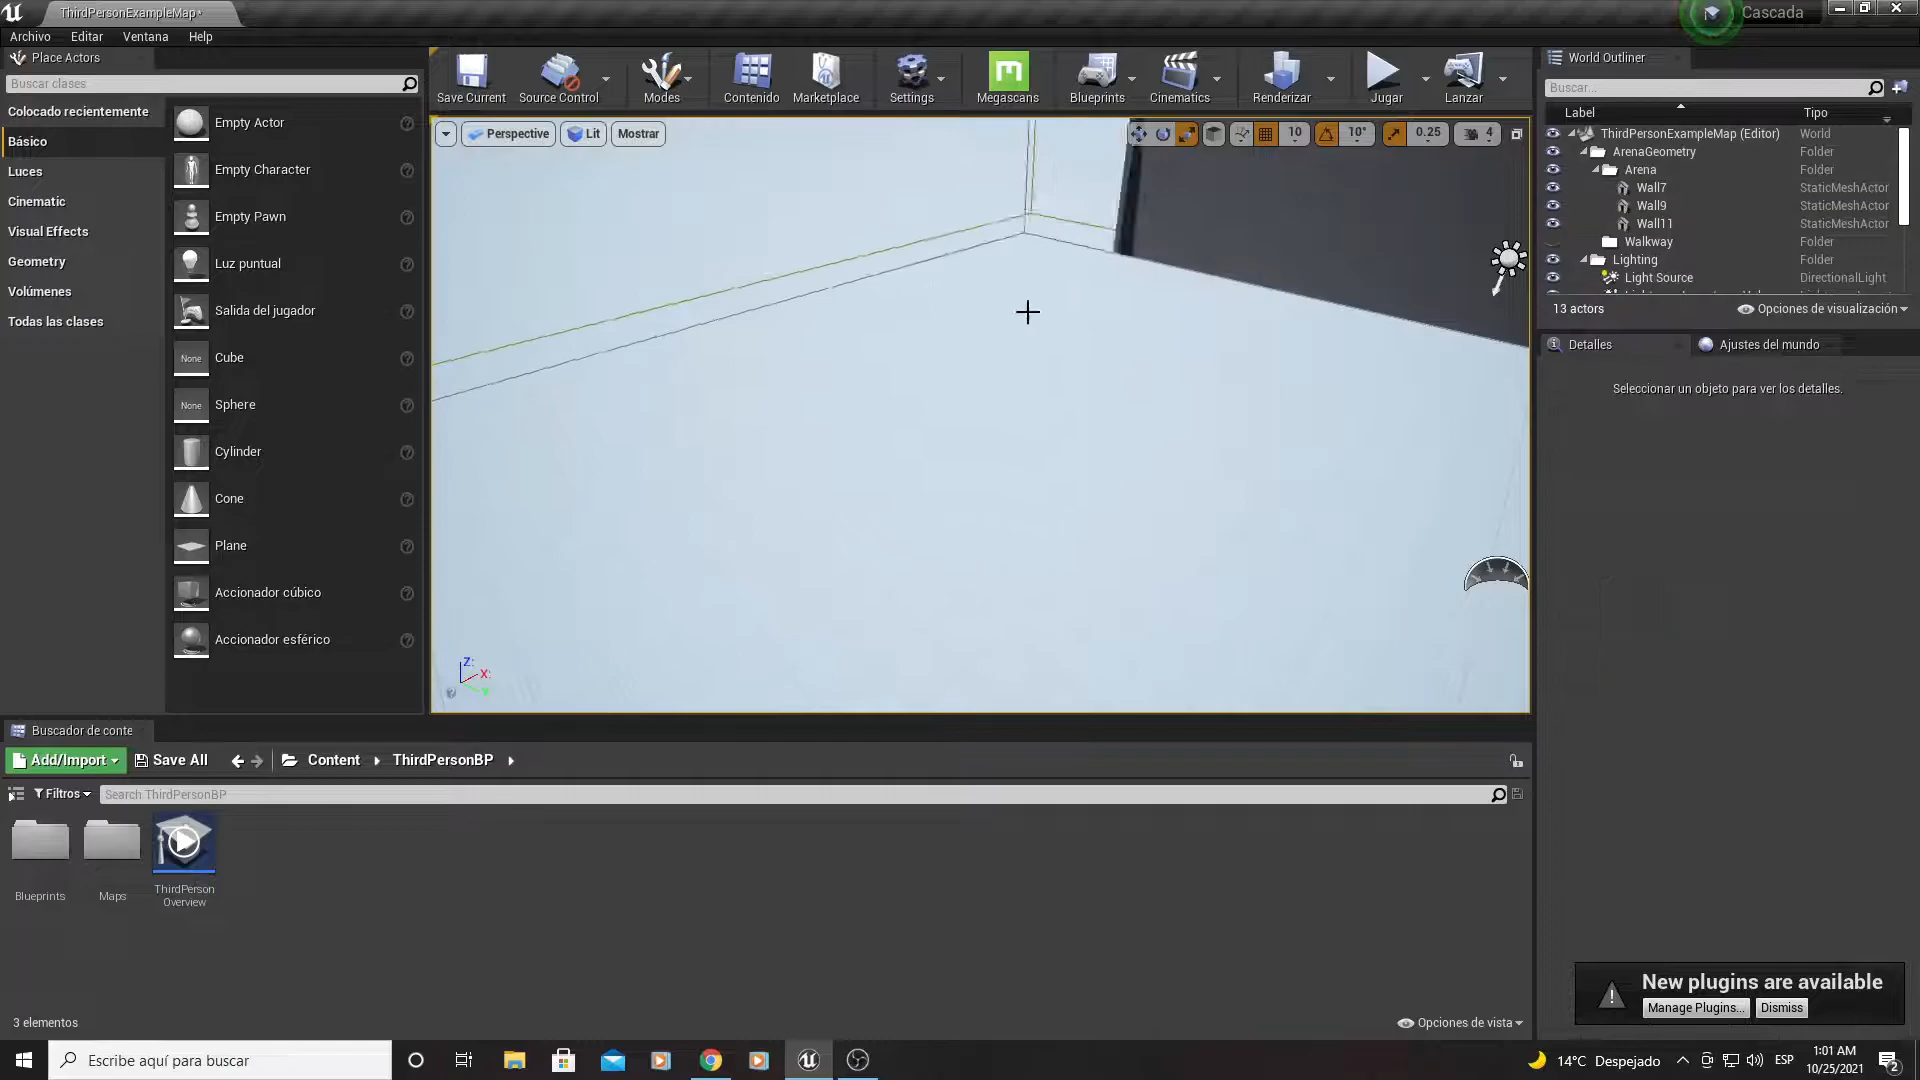 ThirdPersonExampleMap*
Cascada
Archivo
Editar
Ventana
Help
Place Actors
Buscar clases
Colocado recientemente
Básico
Luces
Cinematic
Visual Effects
Geometry
Volúmenes
Todas las clases
Empty Actor
Empty Character
Empty Pawn
Luz puntual
Salida del jugador
None
Cube
None
Sphere
Cylinder
Cone
Plane
Accionador cúbico
Accionador esférico
Save Current
Source Control
Modes
Contenido
Marketplace
Settings
Megascans
Blueprints
Cinematics
Renderizar
Jugar
Lanzar
Perspective
Lit
Mostrar
10
10°
0.25
4
Z:
X:
World Outliner
Buscar...
Label
Tipo
ThirdPersonExampleMap (Editor)
World
ArenaGeometry
Folder
Arena
Folder
Wall7
StaticMeshActor
Wall9
StaticMeshActor
Wall11
StaticMeshActor
Walkway
Folder
Lighting
Folder
Light Source
DirectionalLight
13 actors
Opciones de visualización
Detalles
Ajustes del mundo
Seleccionar un objeto para ver los detalles.
Buscador de conte
Add/Import
Save All
Content
ThirdPersonBP
Filtros
Search ThirdPersonBP
Blueprints
Maps
ThirdPerson
Overview
3 elementos
Opciones de vista
New plugins are available
Manage Plugins...
Dismiss
Escribe aquí para buscar
14°C
Despejado
ESP
1:01 AM
10/25/2021
2